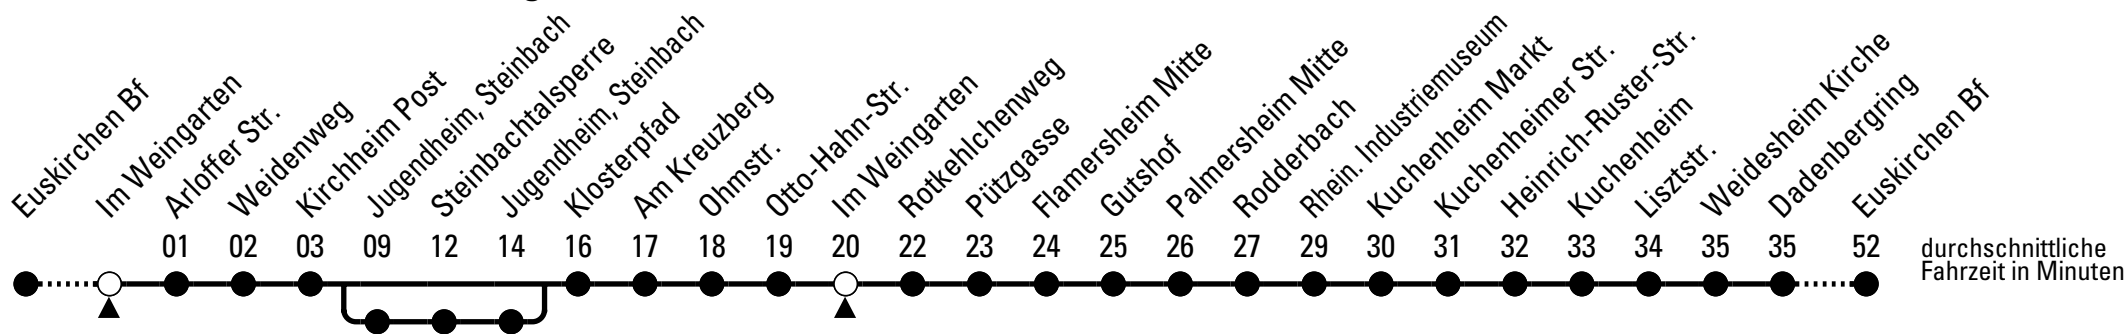 Euskirchen Bf
Im Weingarten
Arloffer Str.
Weidenweg
Kirchheim Post
Jugendheim, Steinbach
Steinbachtalsperre
Jugendheim, Steinbach
Klosterpfad
Am Kreuzberg
Ohmstr.
Otto-Hahn-Str.
Im Weingarten
Rotkehlchenweg
Pützgasse
Flamersheim Mitte
Gutshof
Palmersheim Mitte
Rodderbach
Rhein. Industriemuseum
Kuchenheim Markt
Kuchenheimer Str.
Heinrich-Ruster-Str.
Kuchenheim
Lisztstr.
Weidesheim Kirche
Dadenbergring
Euskirchen Bf
01 02 03 09 12 14 16 17 18 19 20 22 23 24 25 26 27 29 30 31 32 33 34 35 35 52
durchschnittliche
Fahrzeit in Minuten